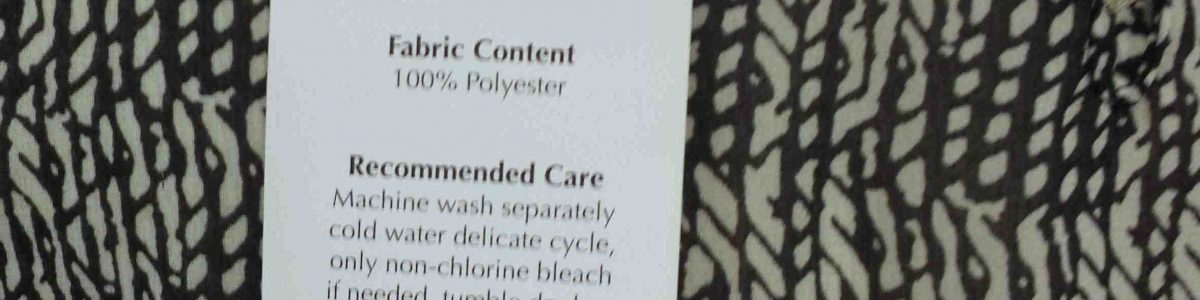 Fabric Content
100% Polyester
Recommended Care
Machine wash separately
cold water delicate cycle,
only non-chlorine bleach
if needed, tumble